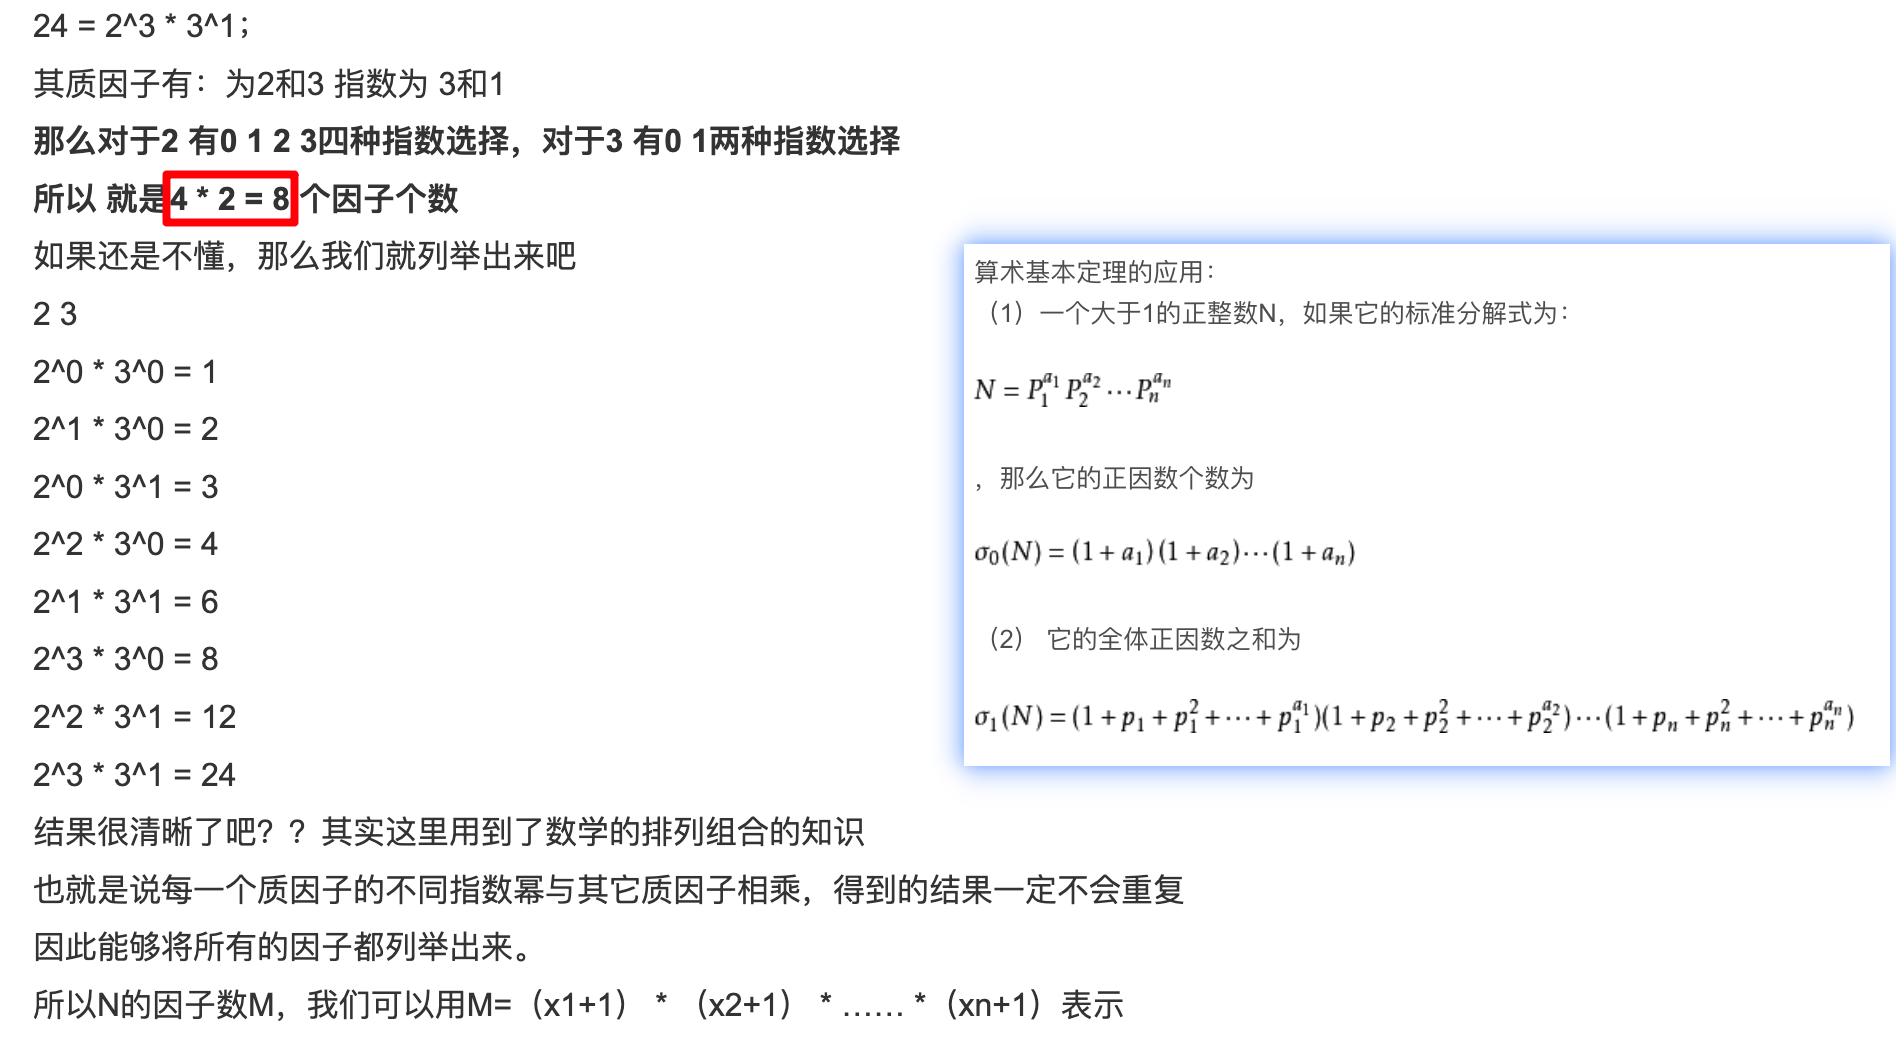 24 = 2^3 * 3^1；
其质因子有：为2和3 指数为 3和1
那么对于2 有0 1 2 3四种指数选择，对于3 有0 1两种指数选择
所以 就是4 * 2 = 8 个因子个数
如果还是不懂，那么我们就列举出来吧
2 3
2^0 * 3^0 = 1
2^1 * 3^0 = 2
2^0 * 3^1 = 3
2^2 * 3^0 = 4
2^1 * 3^1 = 6
2^3 * 3^0 = 8
2^2 * 3^1 = 12
2^3 * 3^1 = 24
结果很清晰了吧？？其实这里用到了数学的排列组合的知识
也就是说每一个质因子的不同指数幂与其它质因子相乘，得到的结果一定不会重复
因此能够将所有的因子都列举出来。
所以N的因子数M，我们可以用M=（x1+1） * （x2+1） * …… *（xn+1）表示
算术基本定理的应用：
（1）一个大于1的正整数N，如果它的标准分解式为：
N = P_1^{a_1} P_2^{a_2} ⋯ P_n^{a_n}
，那么它的正因数个数为
σ_0(N) = (1 + a_1)(1 + a_2)⋯(1 + a_n)
（2） 它的全体正因数之和为
σ_1(N) = (1 + p_1 + p_1^2 + ⋯ + p_1^{a_1})(1 + p_2 + p_2^2 + ⋯ + p_2^{a_2})⋯(1 + p_n + p_n^2 + ⋯ + p_n^{a_n})